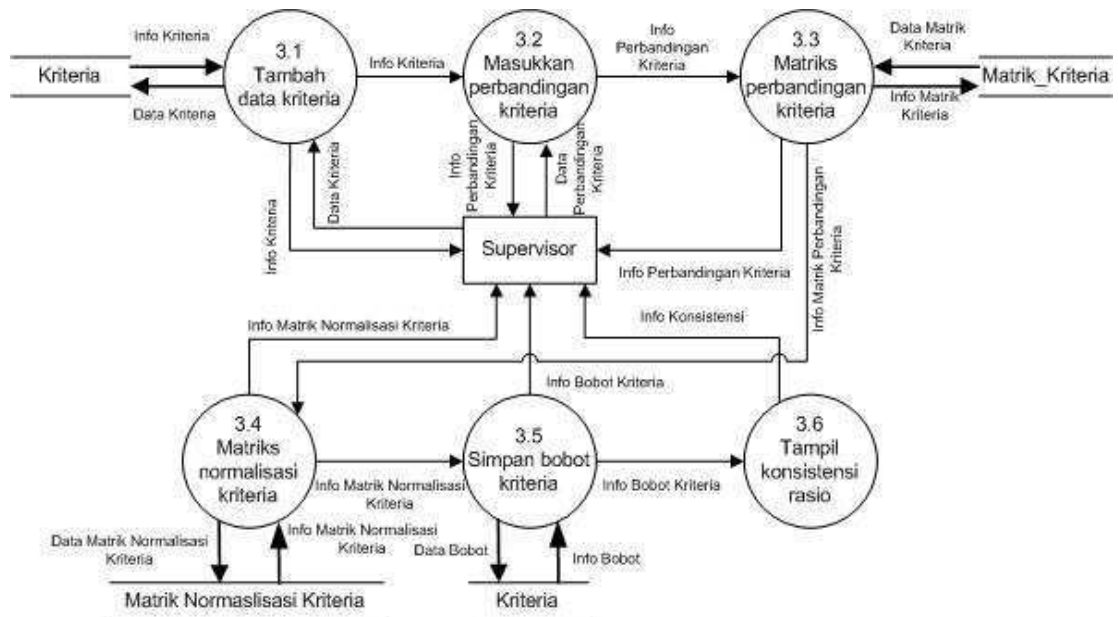 Info Kriteria
Kriteria
Data Kriteria
3.1
Tambah
data kriteria
Info Kriteria
3.2
Masukkan
perbandingan
kriteria
Info
Perbandingan
Kriteria
3.3
Matriks
perbandingan
kriteria
Data Matrik
Kriteria
Matrik_Kriteria
Info Matrik
Kriteria
Info Kriteria
Data Kriteria
Info
Perbandingan
Kriteria
Data
Perbandingan
Kriteria
Supervisor
Info Perbandingan Kriteria
Info Matrik Perbandingan
Kriteria
Info Matrik Normalisasi Kriteria
Info Bobot Kriteria
Info Konsistensi
3.4
Matriks
normalisasi
kriteria
Info Matrik Normalisasi
Kriteria
3.5
Simpan bobot
kriteria
Info Bobot Kriteria
3.6
Tampil
konsistensi
rasio
Data Matrik Normalisasi
Kriteria
Info Matrik Normalisasi
Kriteria
Matrik Normaslisasi Kriteria
Data Bobot
Info Bobot
Kriteria